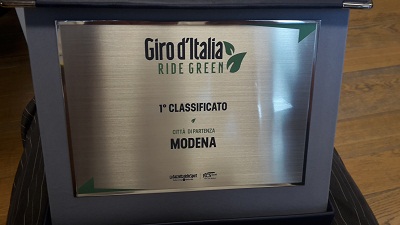 Giro d'Italia
RIDE GREEN
1° CLASSIFICATO
CITTÀ DI PARTENZA
MODENA